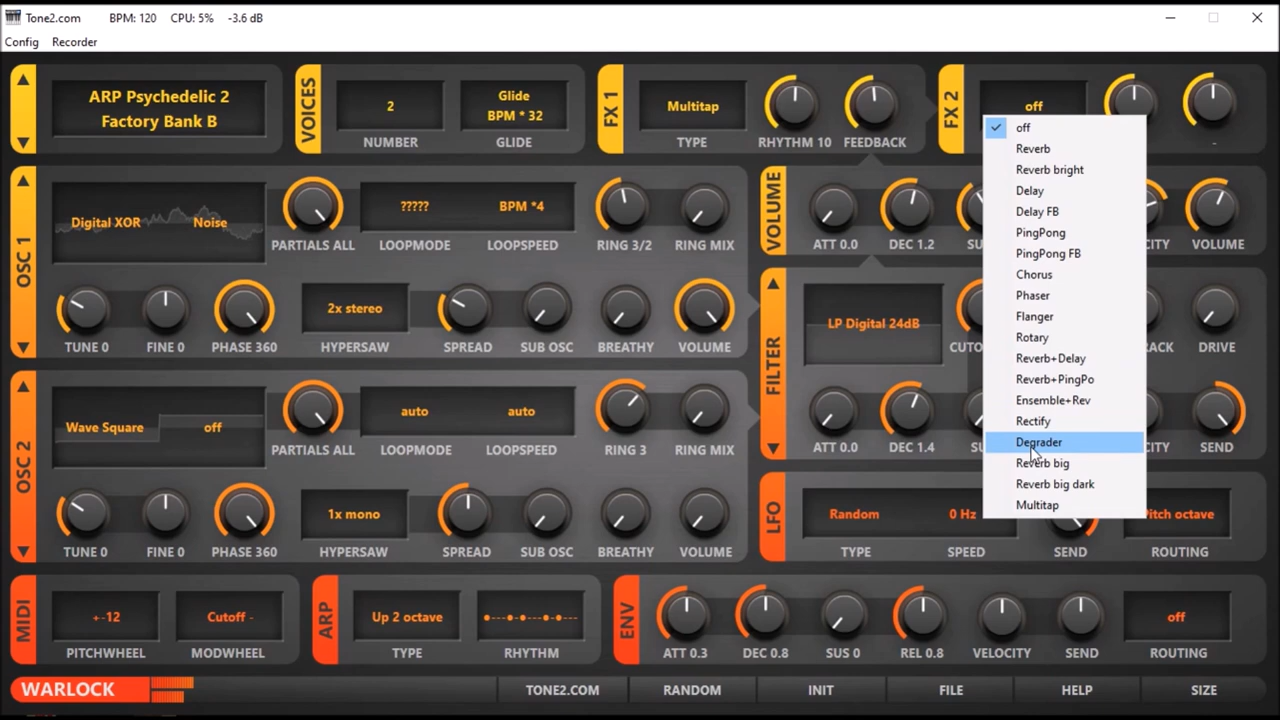 Tone2.com BPM: 120 CPU: 5% -3.6 dB
Config Recorder
ARP Psychedelic 2
Factory Bank B
VOICES
2
NUMBER
Glide
BPM * 32
GLIDE
FX 1
Multitap
TYPE
RHYTHM 10
FEEDBACK
FX 2
off
-
off
Reverb
Reverb bright
Delay
Delay FB
PingPong
PingPong FB
Chorus
Phaser
Flanger
Rotary
Reverb+Delay
Reverb+PingPo
Ensemble+Rev
Rectify
Degrader
Reverb big
Reverb big dark
Multitap
OSC 1
Digital XOR Noise
PARTIALS ALL
????? BPM *4
LOOPMODE LOOPSPEED
RING 3/2
RING MIX
TUNE 0
FINE 0
PHASE 360
2x stereo
HYPERSAW
SPREAD
SUB OSC
BREATHY
VOLUME
VOLUME
ATT 0.0
DEC 1.2
SU
CITY
VOLUME
OSC 2
Wave Square off
PARTIALS ALL
auto auto
LOOPMODE LOOPSPEED
RING 3
RING MIX
TUNE 0
FINE 0
PHASE 360
1x mono
HYPERSAW
SPREAD
SUB OSC
BREATHY
VOLUME
FILTER
LP Digital 24dB
CUTO
RACK
DRIVE
ATT 0.0
DEC 1.4
SU
CITY
SEND
LFO
Random 0 Hz
TYPE SPEED
SEND
Pitch octave
ROUTING
MIDI
+-12
PITCHWHEEL
Cutoff -
MODWHEEL
ARP
Up 2 octave
TYPE
RHYTHM
ENV
ATT 0.3
DEC 0.8
SUS 0
REL 0.8
VELOCITY
SEND
off
ROUTING
WARLOCK
TONE2.COM
RANDOM
INIT
FILE
HELP
SIZE